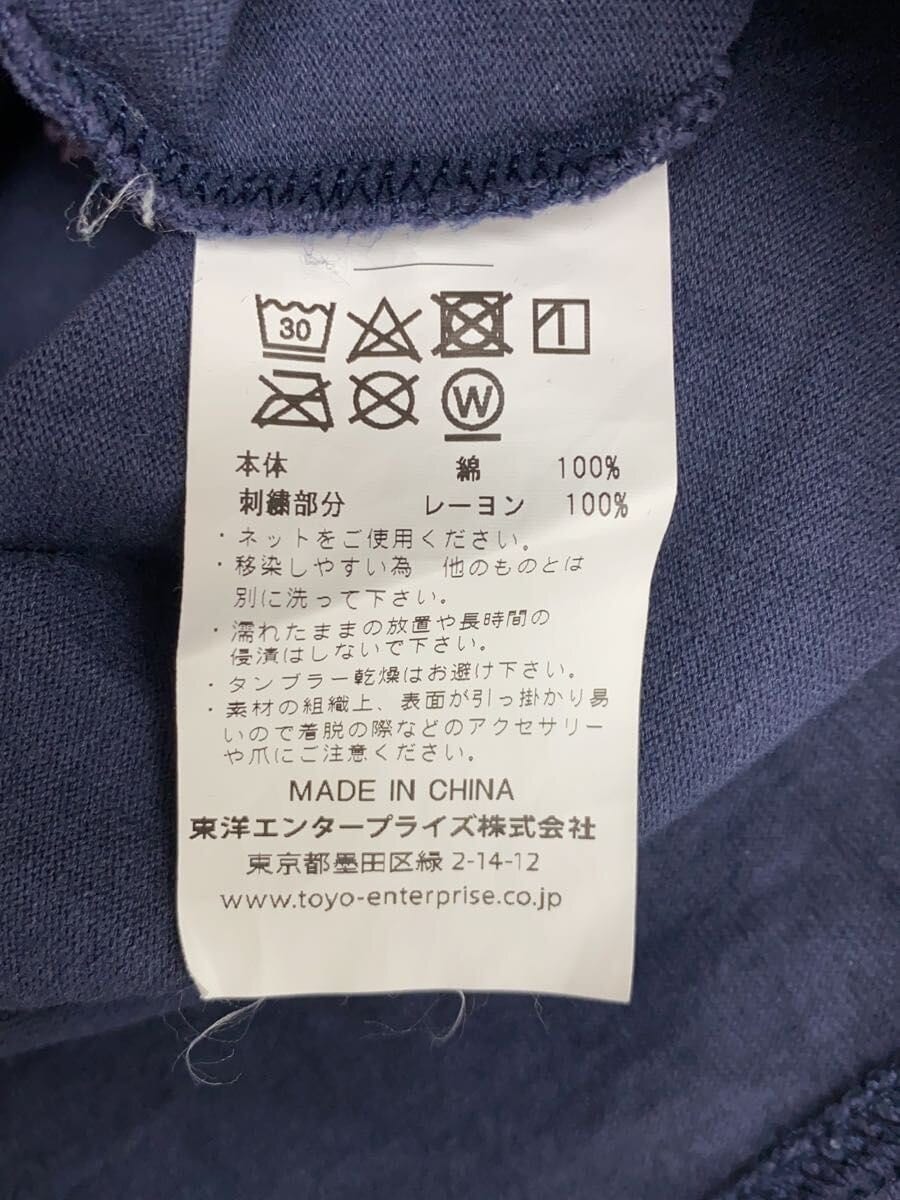 30
W
本体 綿 100%
刺繍部分 レーヨン 100%
・ネットをご使用ください。
・移染しやすい為 他のものとは
別に洗って下さい。
・濡れたままの放置や長時間の
侵漬はしないで下さい。
・タンブラー乾燥はお避け下さい。
・素材の組織上、表面が引っ掛かり易
いので着脱の際などのアクセサリー
や爪にご注意ください。
MADE IN CHINA
東洋エンタープライズ株式会社
東京都墨田区緑 2-14-12
www.toyo-enterprise.co.jp